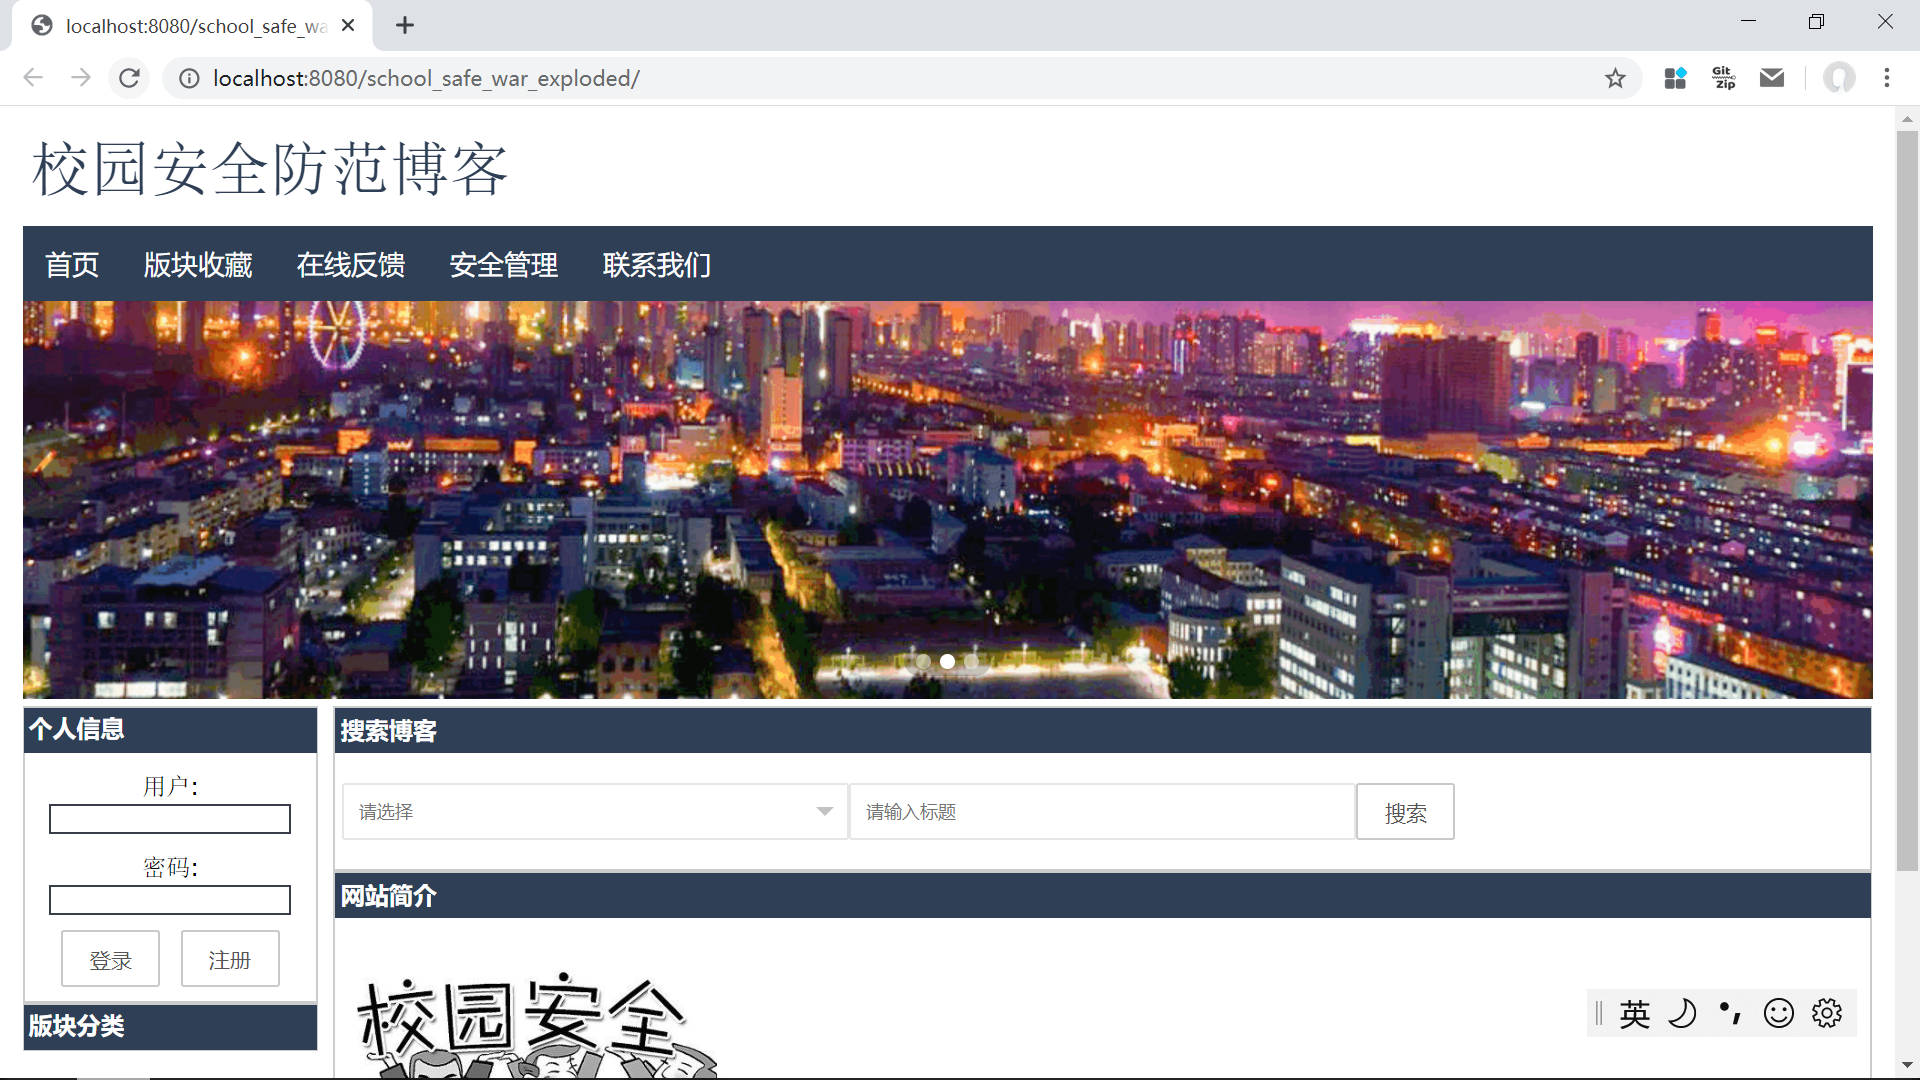 localhost:8080/school_safe_wa
localhost:8080/school_safe_war_exploded/
Git
Zip
校园安全防范博客
首页 版块收藏 在线反馈 安全管理 联系我们
个人信息
用户:
密码:
登录 注册
版块分类
搜索博客
请选择 请输入标题 搜索
网站简介
校园安全
英